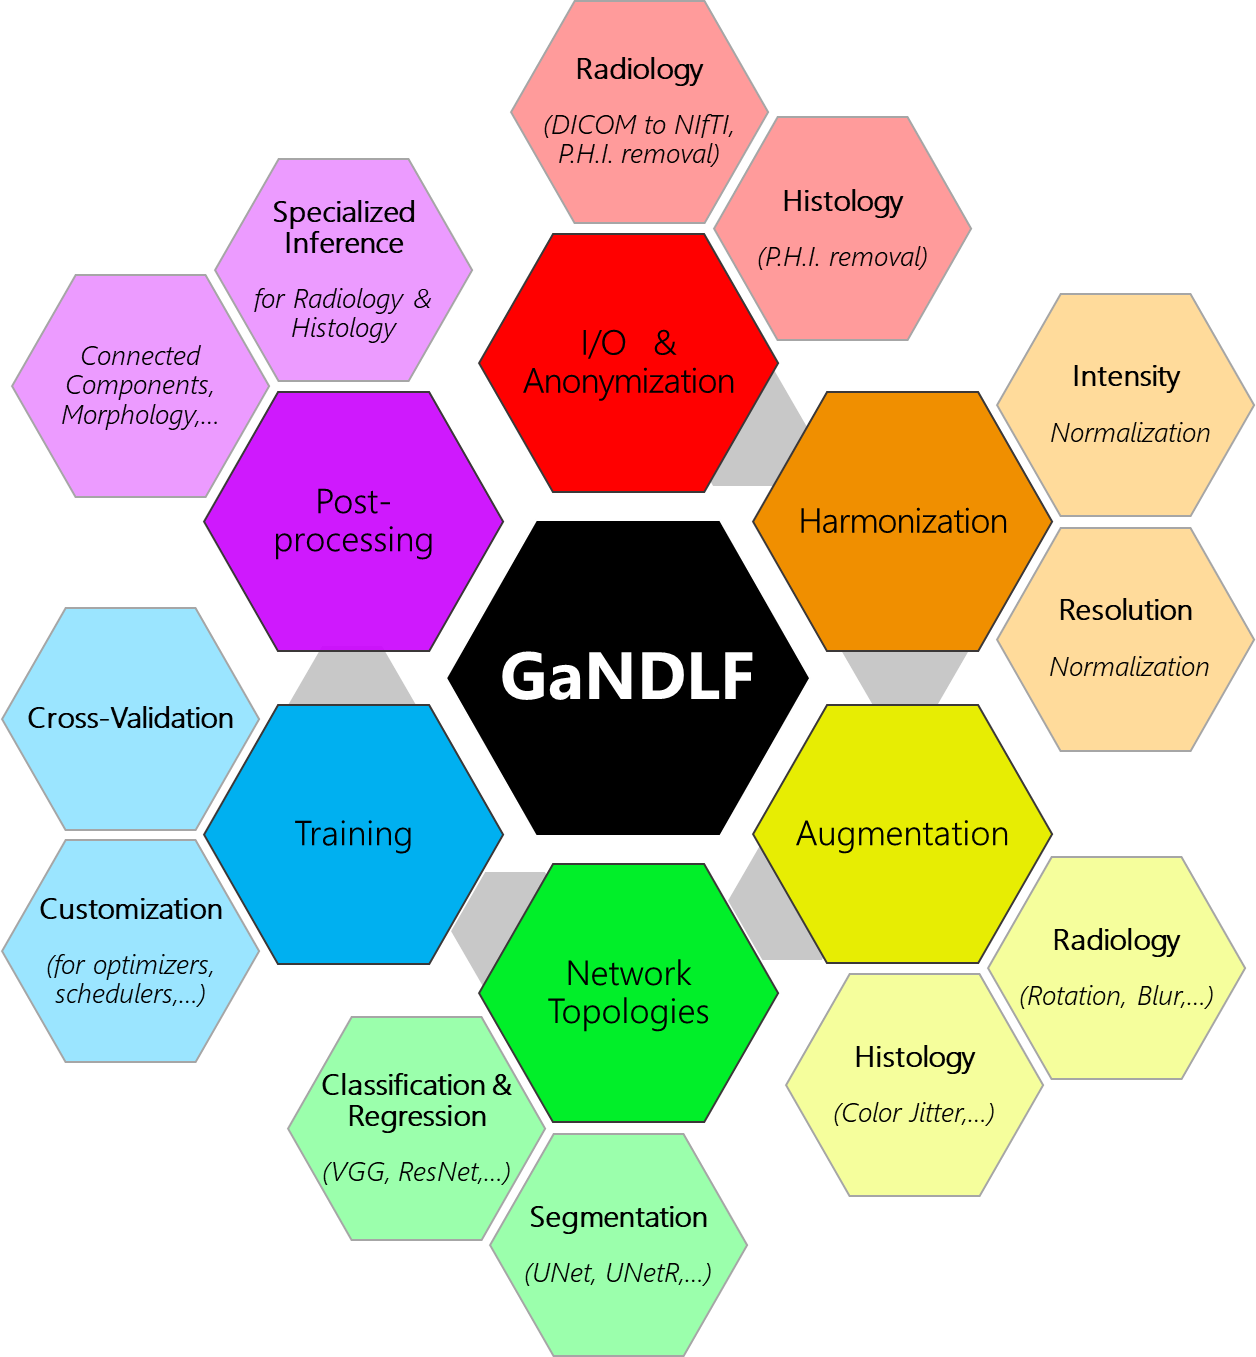 Radiology
(DICOM to NIfTI,
P.H.I. removal)
Histology
(P.H.I. removal)
Specialized
Inference
for Radiology &
Histology
Connected
Components,
Morphology,...
I/O &
Anonymization
Intensity
Normalization
Post-
processing
Harmonization
Resolution
Normalization
GaNDLF
Cross-Validation
Training
Augmentation
Customization
(for optimizers,
schedulers,...)
Network
Topologies
Radiology
(Rotation, Blur,...)
Histology
(Color Jitter,...)
Classification &
Regression
(VGG, ResNet,...)
Segmentation
(UNet, UNetR,...)